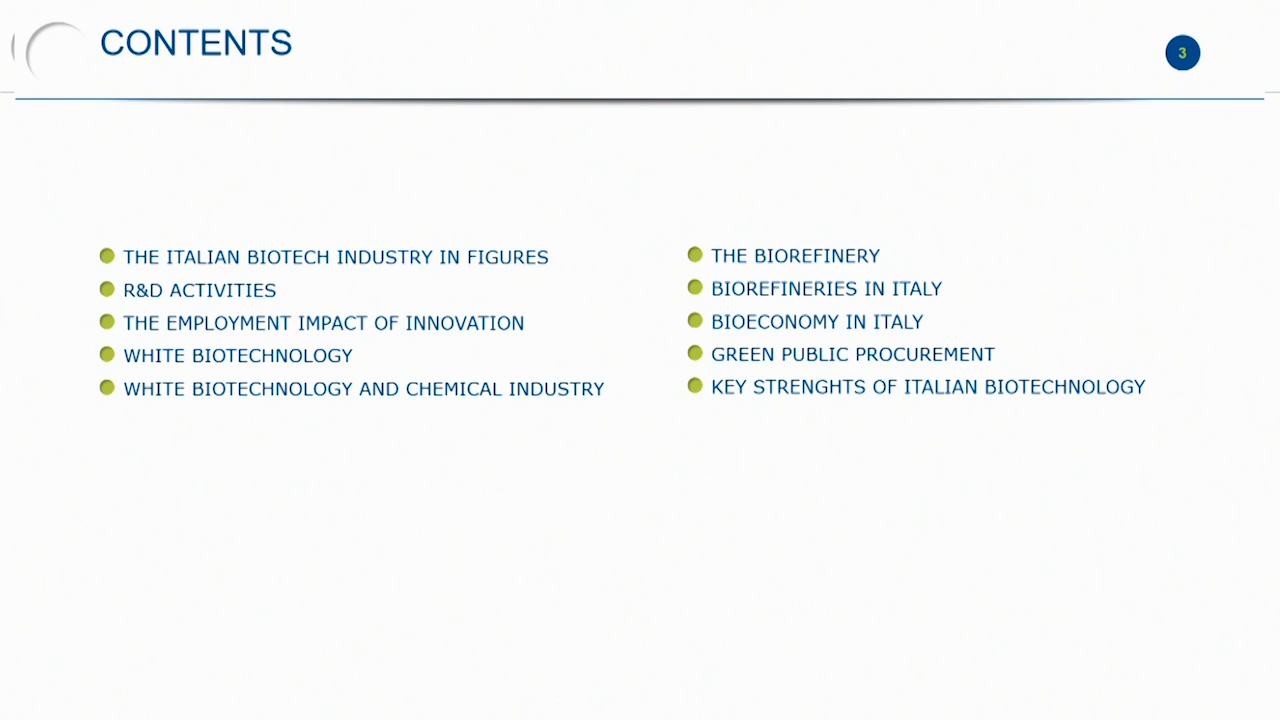 CONTENTS
3
THE ITALIAN BIOTECH INDUSTRY IN FIGURES
R&D ACTIVITIES
THE EMPLOYMENT IMPACT OF INNOVATION
WHITE BIOTECHNOLOGY
WHITE BIOTECHNOLOGY AND CHEMICAL INDUSTRY
THE BIOREFINERY
BIOREFINERIES IN ITALY
BIOECONOMY IN ITALY
GREEN PUBLIC PROCUREMENT
KEY STRENGHTS OF ITALIAN BIOTECHNOLOGY